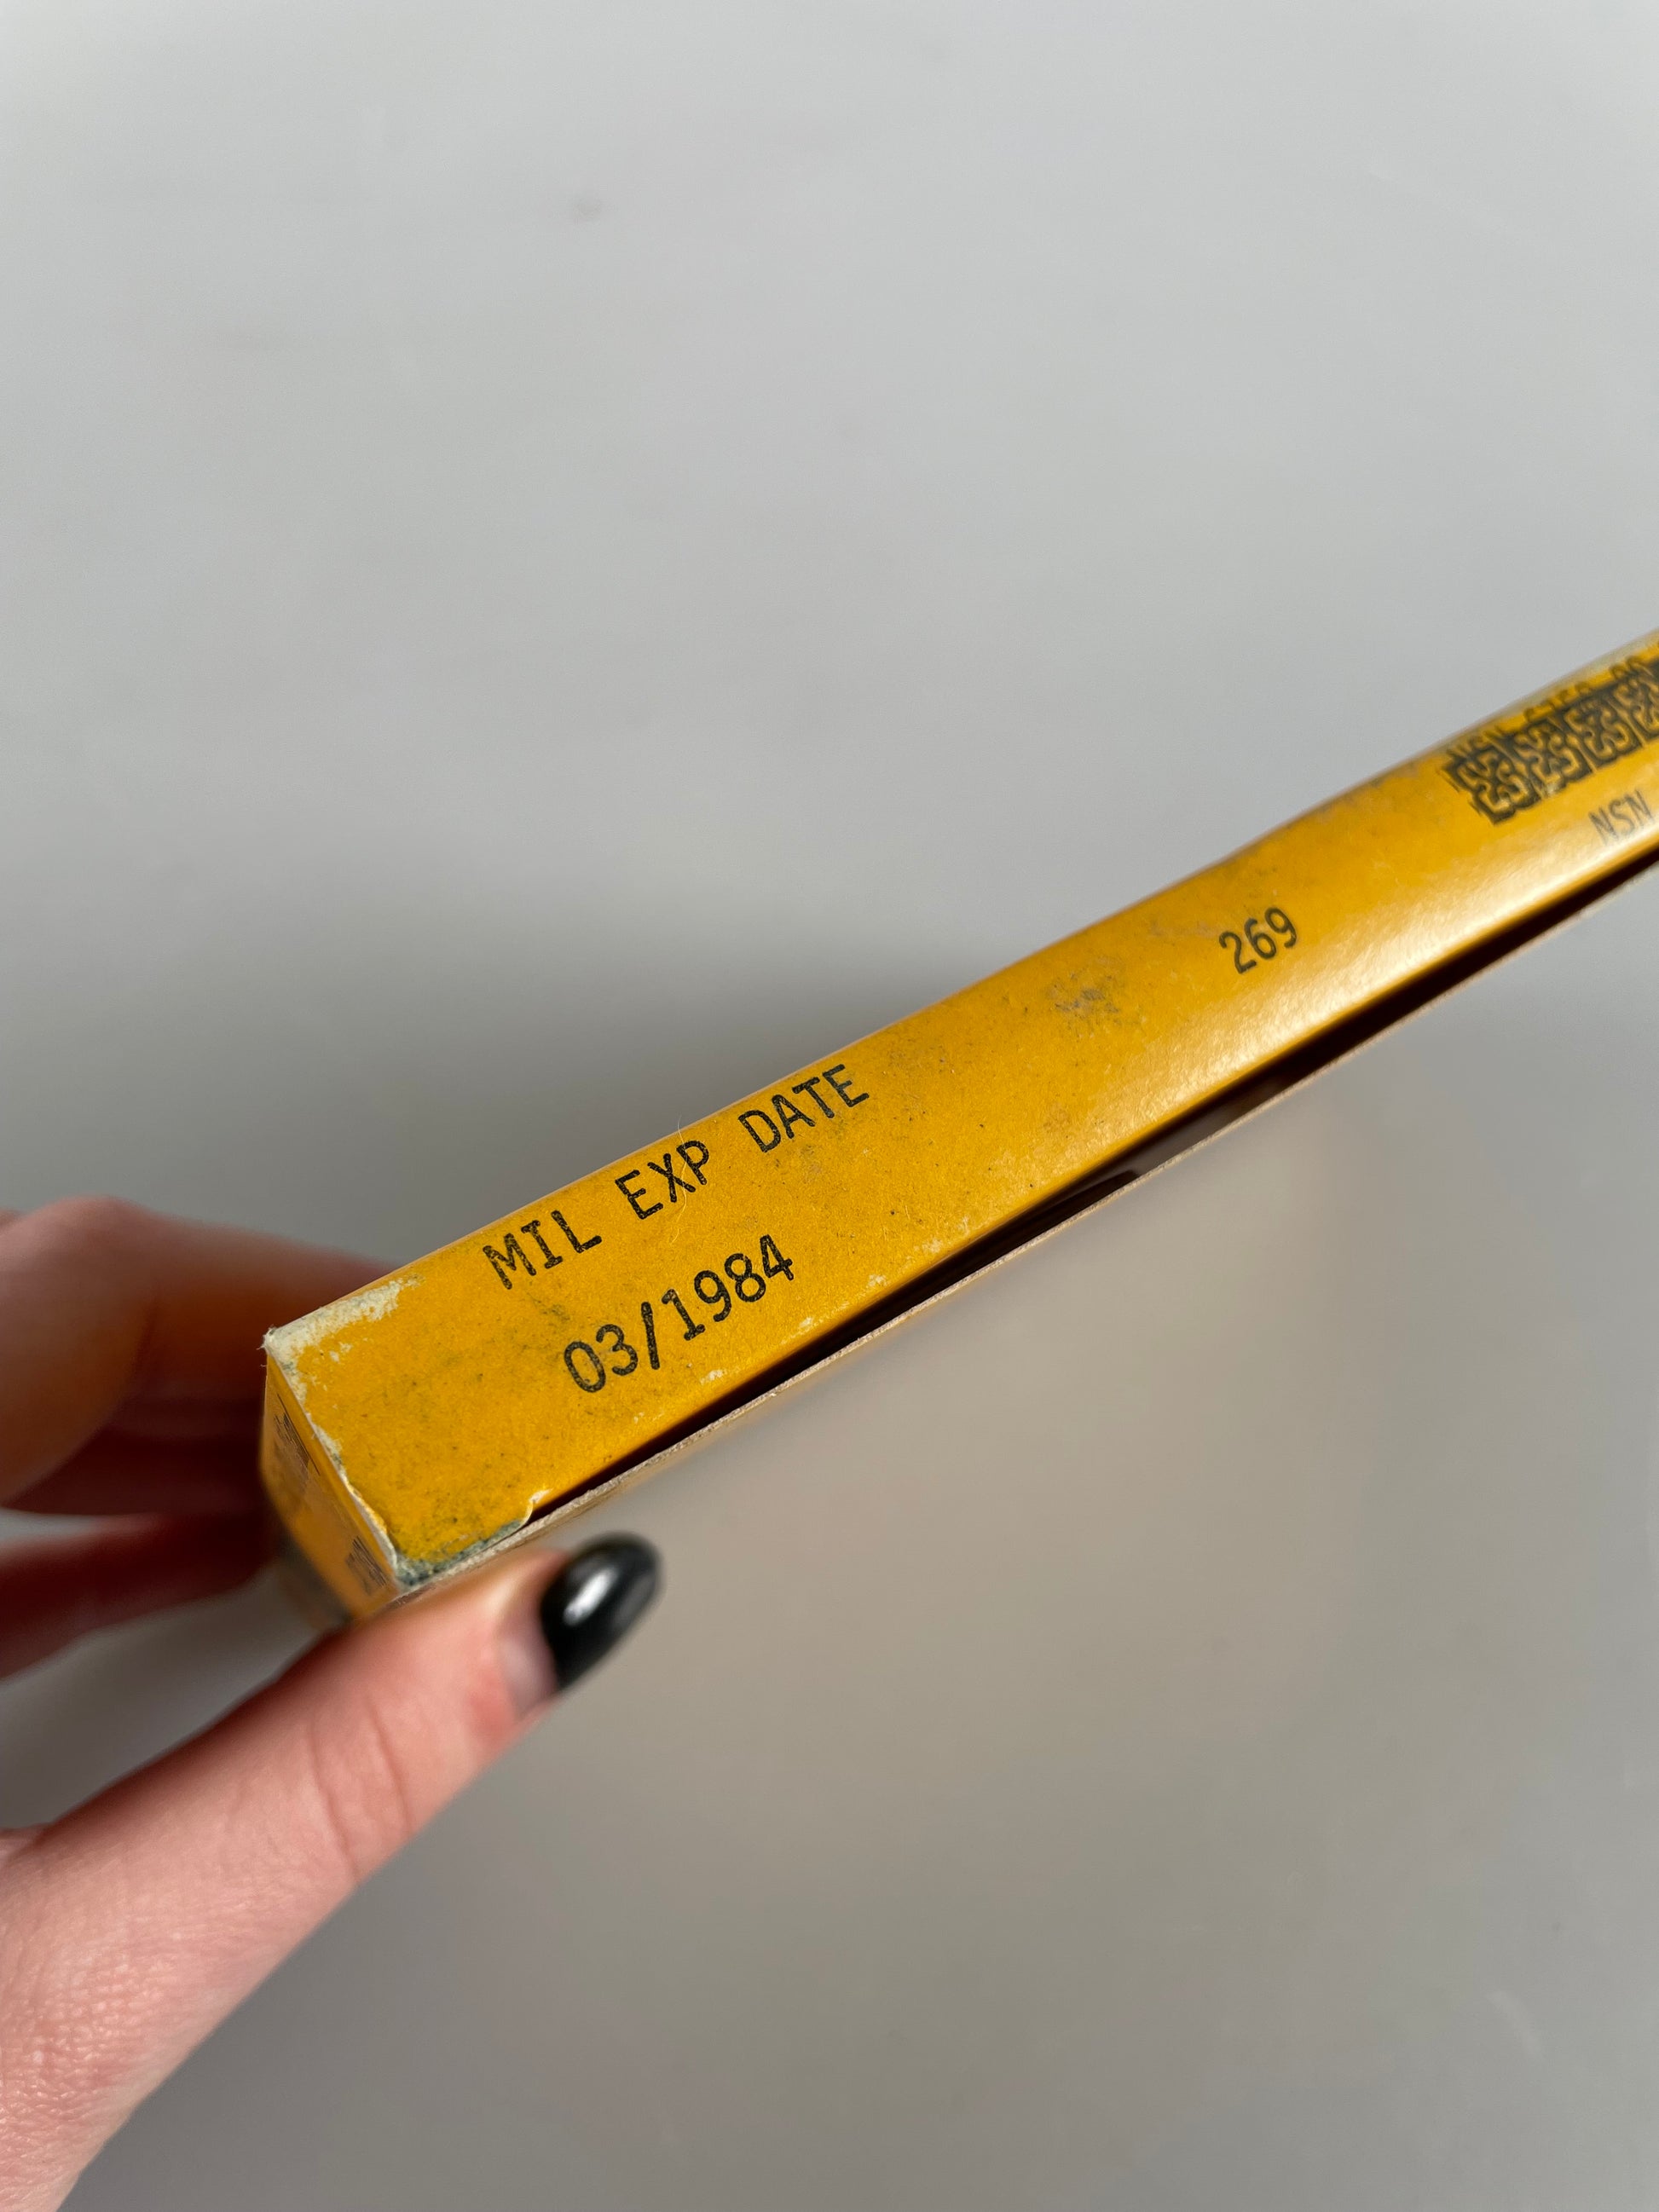 MIL EXP DATE
03/1984
269
NSN